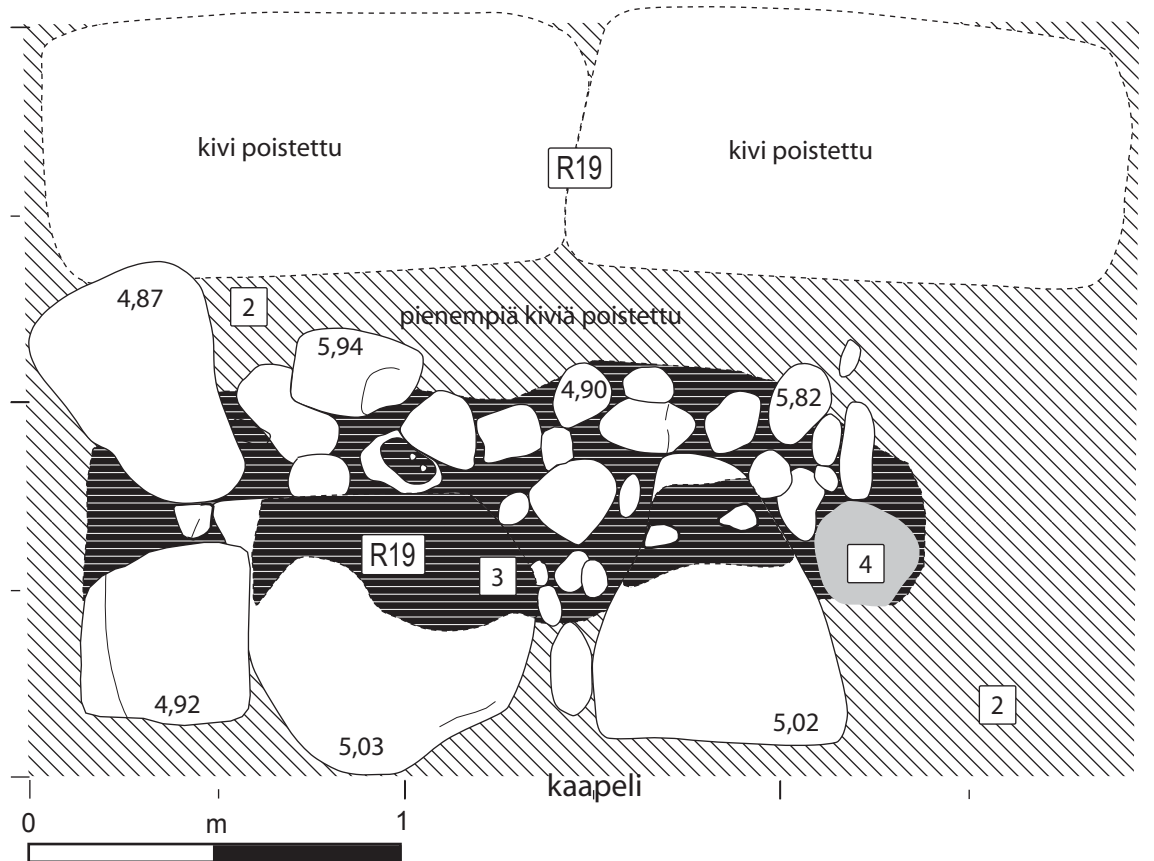 kivi poistettu
kivi poistettu
R19
4,87
2
pienempiä kiviä poistettu
5,94
4,90
5,82
R19
3
4
4,92
5,03
5,02
2
kaapeli
0 m 1